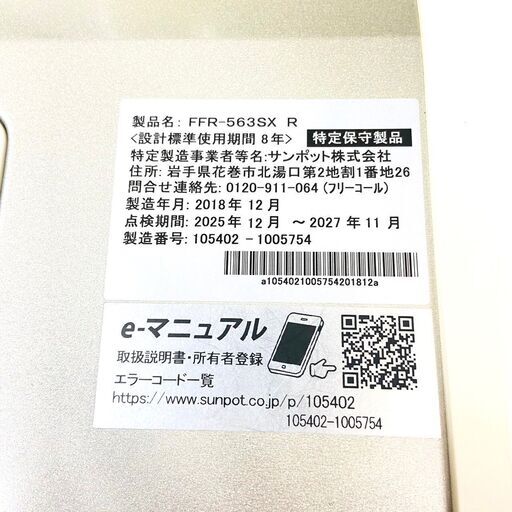 製品名: FFR-563SX R
<設計標準使用期間 8年> 特定保守製品
特定製造事業者等名:サンポット株式会社
住所: 岩手県花巻市北湯口第2地割1番地26
問合せ連絡先: 0120-911-064 (フリーコール)
製造年月: 2018 年 12 月
点検期間: 2025 年 12 月 ～ 2027 年 11 月
製造番号: 105402 -1005754
a1054021005754201812a
e-マニュアル
取扱説明書・所有者登録
エラーコード一覧
https://www.sunpot.co.jp/p/105402
105402-1005754